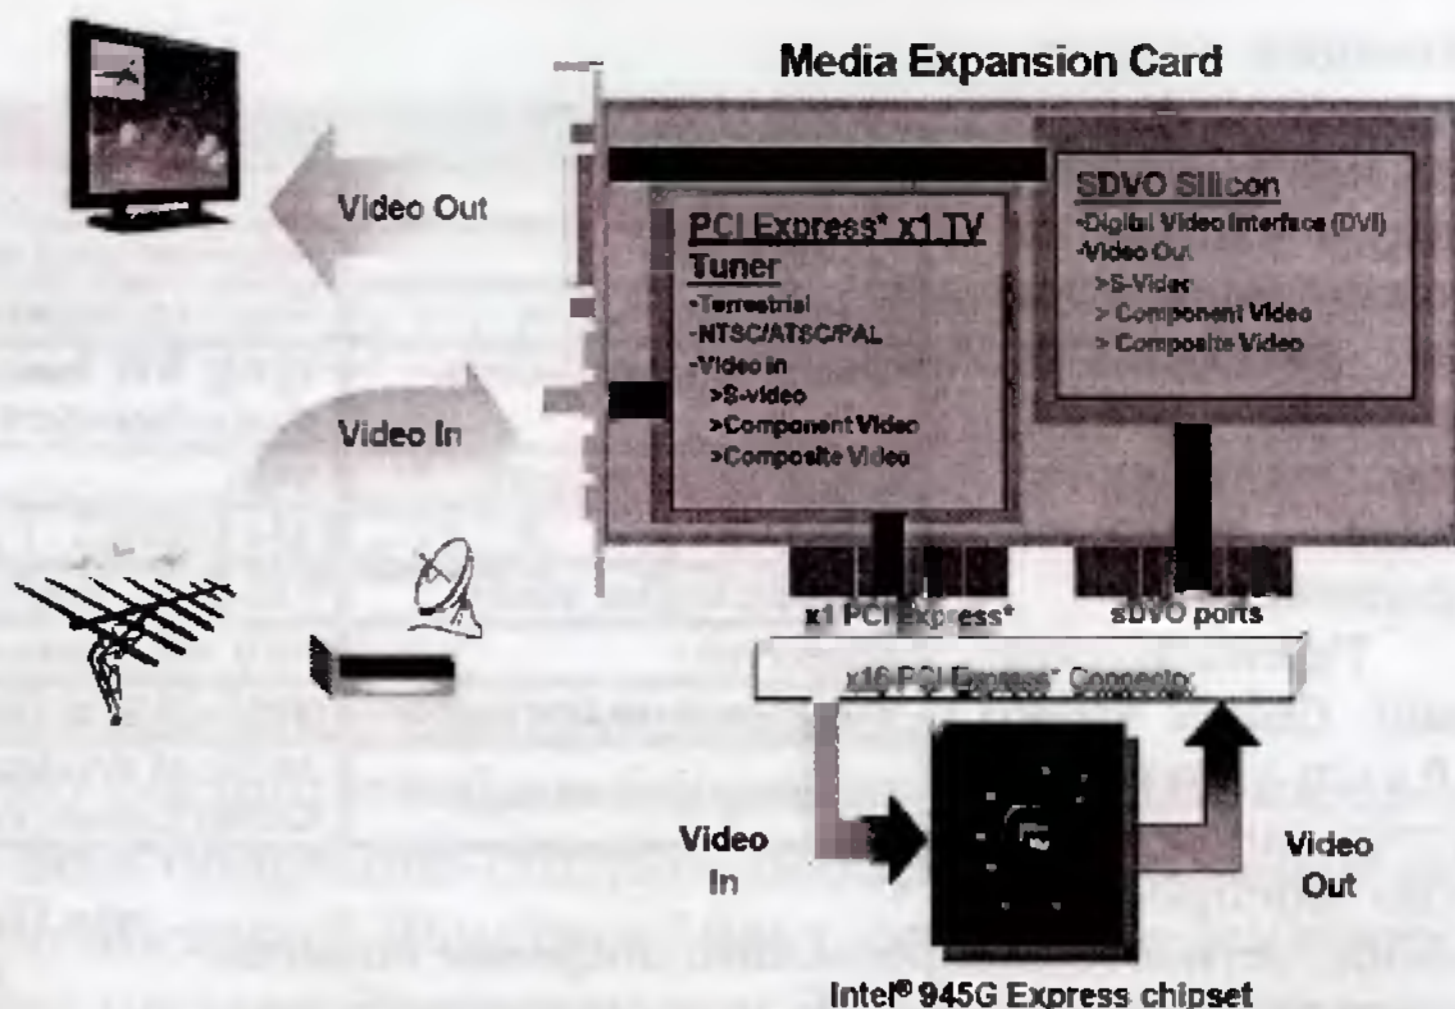 Media Expansion Card
Video Out
SDVO Silicon
-Digital Video Interface (DVI)
-Video Out
>S-Video
> Component Video
> Composite Video
PCI Express* x1 TV
Tuner
-Terrestrial
-NTSC/ATSC/PAL
-Video in
>S-video
>Component Video
>Composite Video
Video In
x1 PCI Express*
sDVO ports
x16 PCI Express* Connector
Video
In
Video
Out
Intel® 945G Express chipset